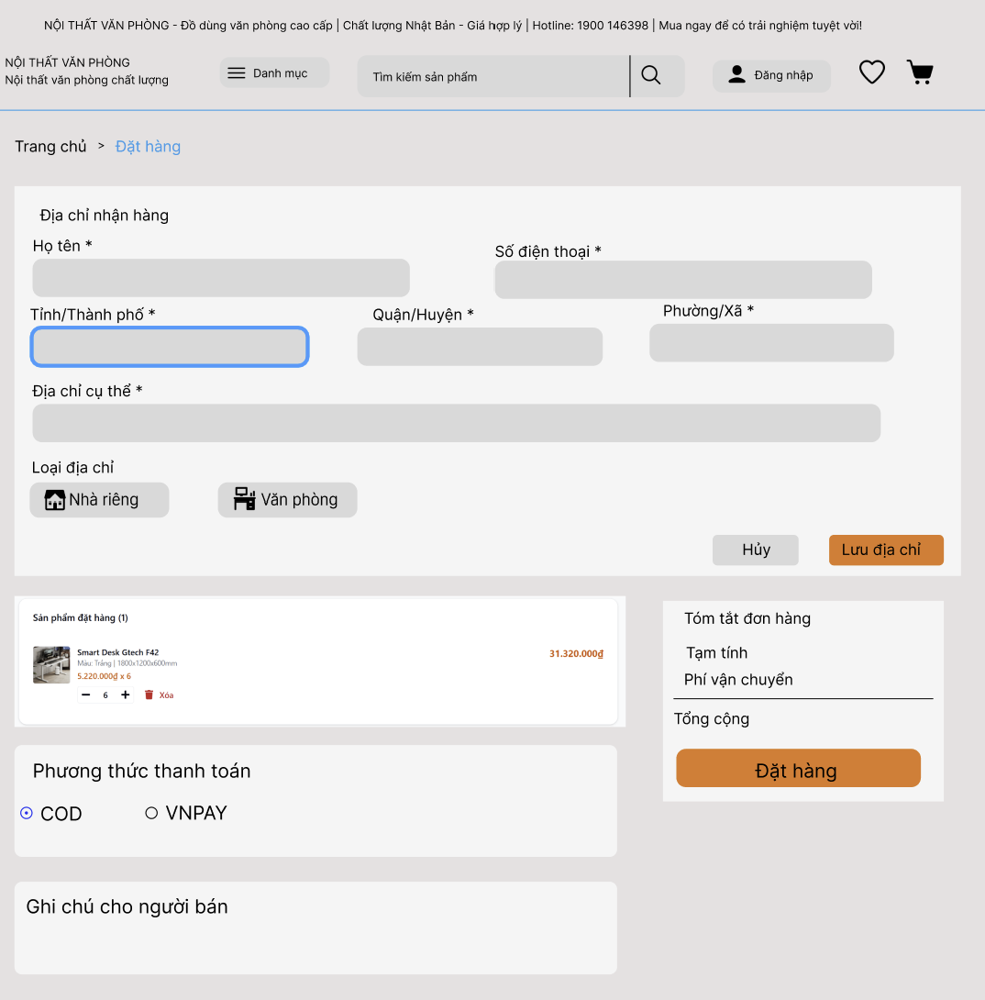 NỘI THẤT VĂN PHÒNG - Đồ dùng văn phòng cao cấp | Chất lượng Nhật Bản - Giá hợp lý | Hotline: 1900 146398 | Mua ngay để có trải nghiệm tuyệt vời!
NỘI THẤT VĂN PHÒNG
Nội thất văn phòng chất lượng
Danh mục
Tìm kiếm sản phẩm
Đăng nhập
Trang chủ > Đặt hàng
Địa chỉ nhận hàng
Họ tên *
Số điện thoại *
Tỉnh/Thành phố *
Quận/Huyện *
Phường/Xã *
Địa chỉ cụ thể *
Loại địa chỉ
Nhà riêng
Văn phòng
Hủy
Lưu địa chỉ
Sản phẩm đặt hàng (1)
Smart Desk Gtech F42
Màu: Trắng | 1800x1200x600mm
5.220.000₫ x 6
6
Xóa
31.320.000₫
Tóm tắt đơn hàng
Tạm tính
Phí vận chuyển
Tổng cộng
Đặt hàng
Phương thức thanh toán
COD
VNPAY
Ghi chú cho người bán